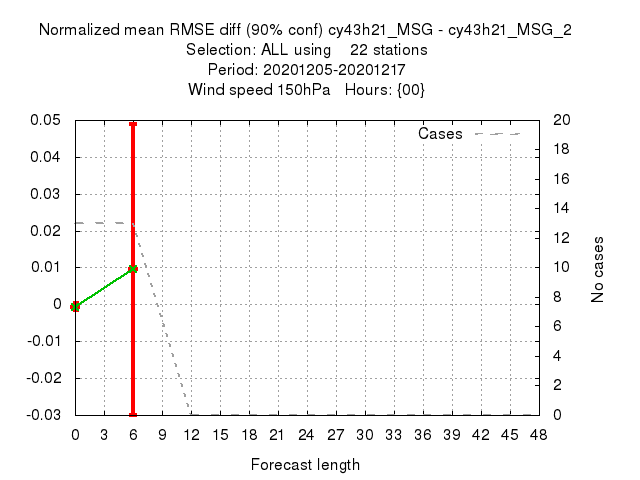 Normalized mean RMSE diff (90% conf) cy43h21_MSG - cy43h21_MSG_2
Selection: ALL using    22 stations
Period: 20201205-20201217
Wind speed 150hPa   Hours: {00}
Cases
0.05
0.04
0.03
0.02
0.01
0
-0.01
-0.02
-0.03
20
18
16
14
12
10
8
6
4
2
0
No cases
0 3 6 9 12 15 18 21 24 27 30 33 36 39 42 45 48
Forecast length